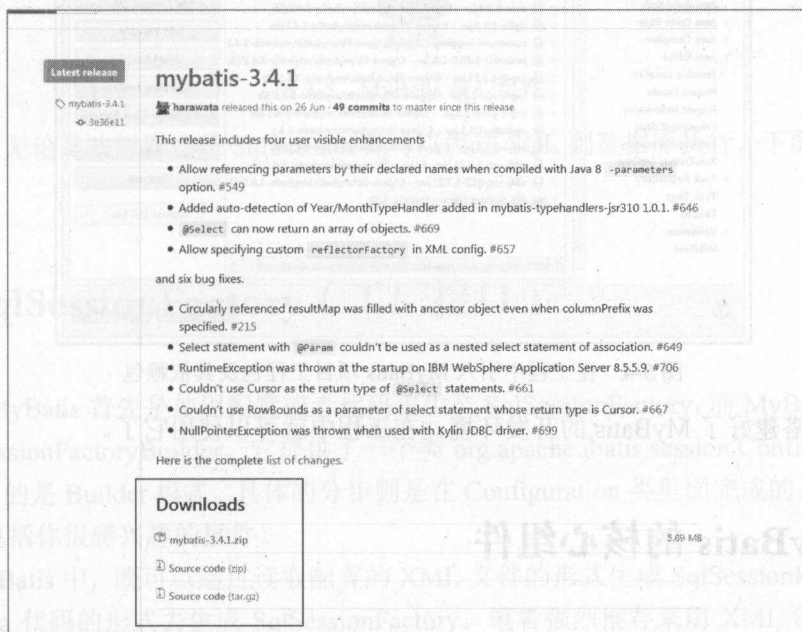 Latest release
mybatis-3.4.1
3e36e11
mybatis-3.4.1
harawata released this on 26 Jun · 49 commits to master since this release
This release includes four user visible enhancements
• Allow referencing parameters by their declared names when compiled with Java 8 -parameters
option. #549
• Added auto-detection of Year/MonthTypeHandler added in mybatis-typehandlers-jsr310 1.0.1. #646
• @Select can now return an array of objects. #669
• Allow specifying custom reflectorFactory in XML config. #657
and six bug fixes.
• Circularly referenced resultMap was filled with ancestor object even when columnPrefix was
specified. #215
• Select statement with @Param couldn't be used as a nested select statement of association. #649
• RuntimeException was thrown at the startup on IBM WebSphere Application Server 8.5.5.9. #706
• Couldn't use Cursor as the return type of @Select statements. #661
• Couldn't use RowBounds as a parameter of select statement whose return type is Cursor. #667
• NullPointerException was thrown when used with Kylin JDBC driver. #699
Here is the complete list of changes.
Downloads
mybatis-3.4.1.zip 5.69 MB
Source code (zip)
Source code (tar.gz)